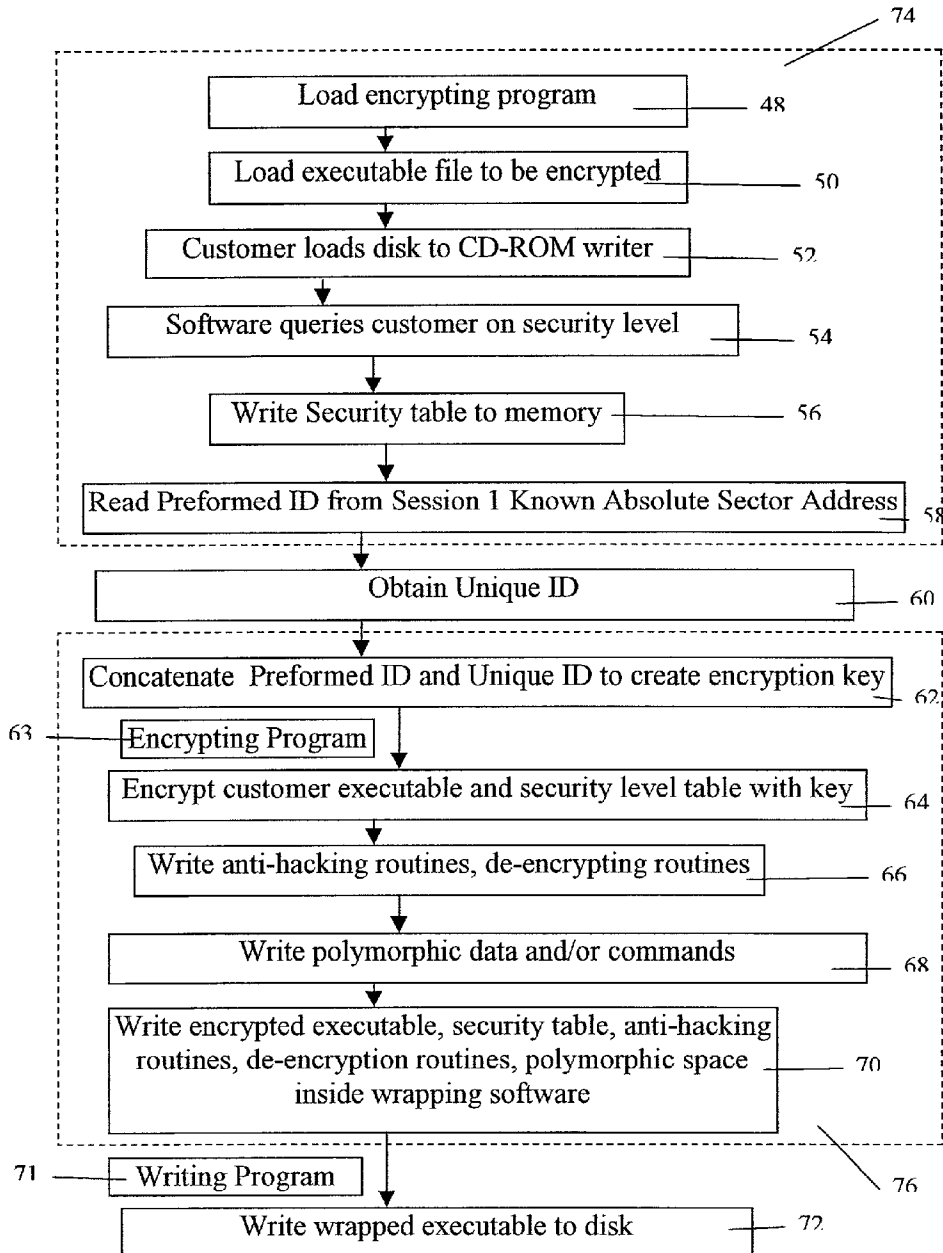 74
Load encrypting program
48
Load executable file to be encrypted
50
Customer loads disk to CD-ROM writer
52
Software queries customer on security level
54
Write Security table to memory
56
Read Preformed ID from Session 1 Known Absolute Sector Address
58
Obtain Unique ID
60
Concatenate Preformed ID and Unique ID to create encryption key
62
63
Encrypting Program
Encrypt customer executable and security level table with key
64
Write anti-hacking routines, de-encrypting routines
66
Write polymorphic data and/or commands
68
Write encrypted executable, security table, anti-hacking
routines, de-encryption routines, polymorphic space
inside wrapping software
70
71
Writing Program
76
Write wrapped executable to disk
72